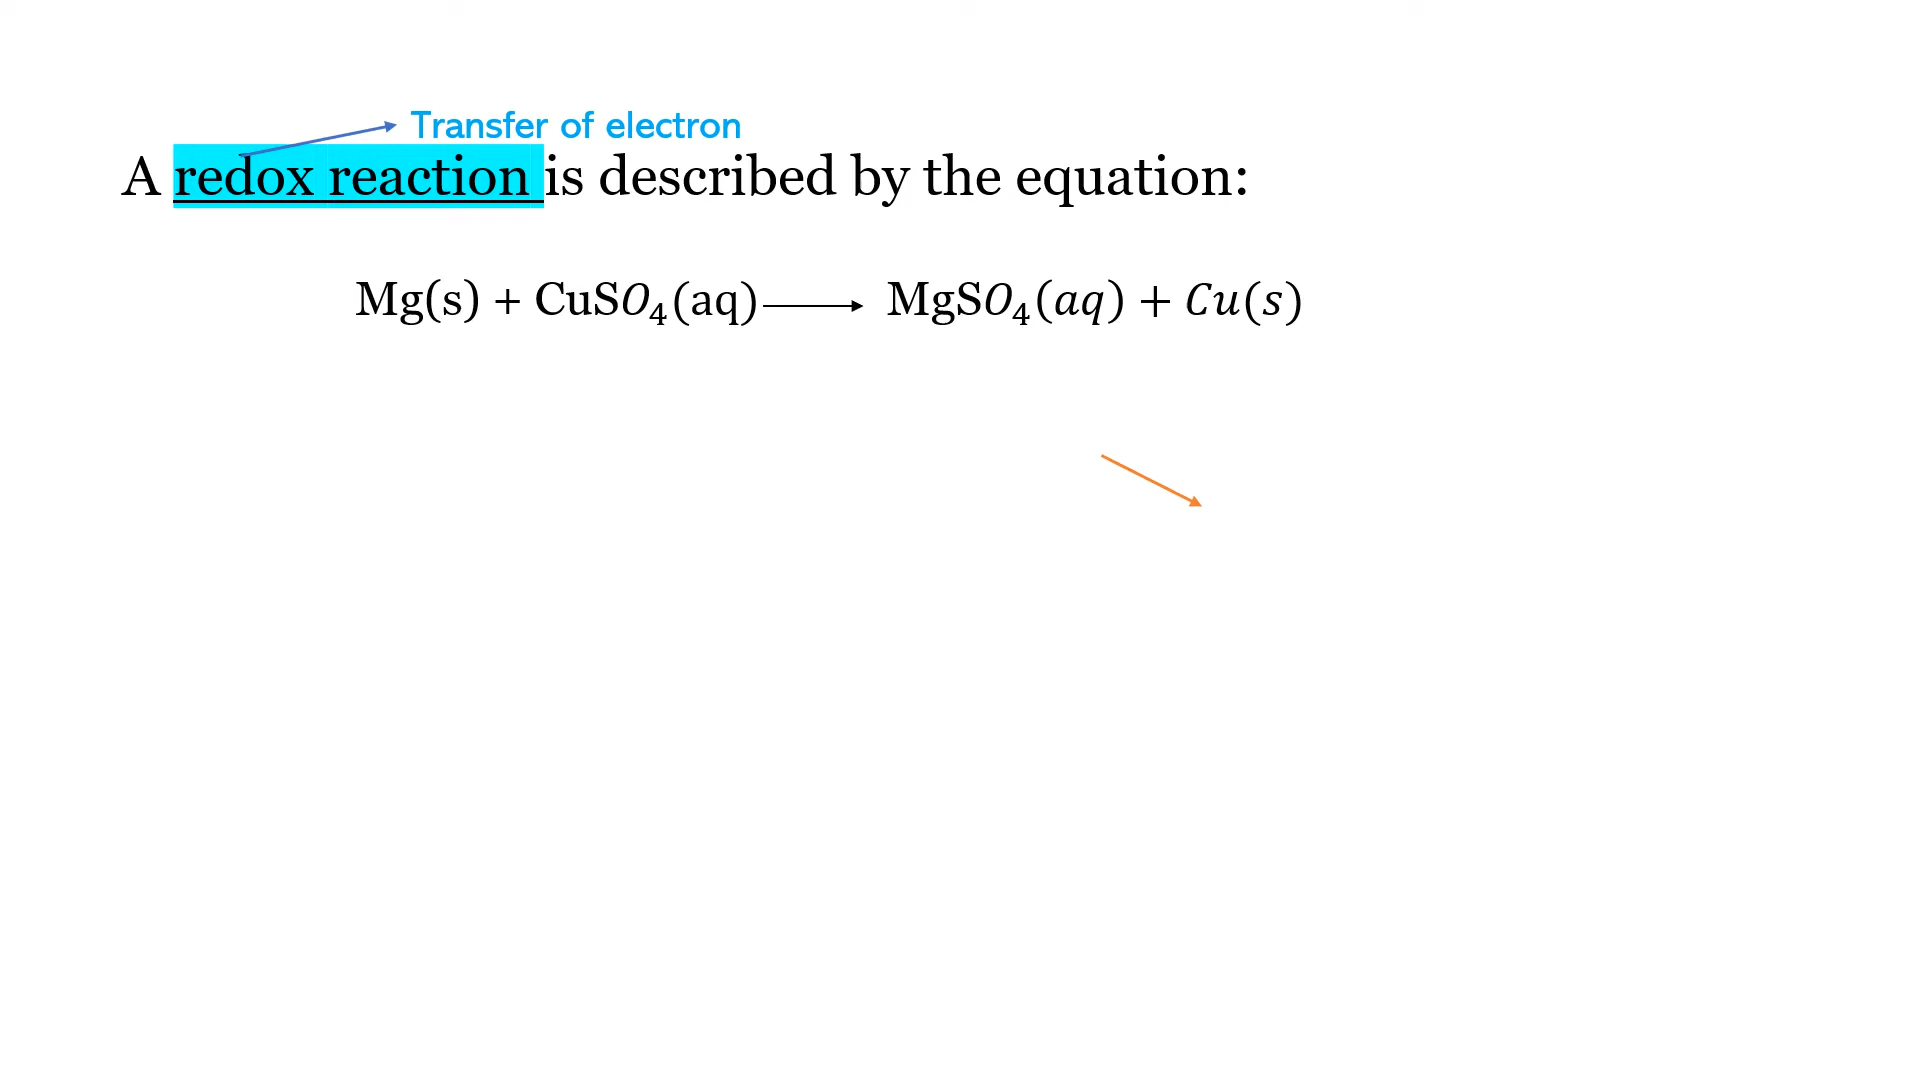 Transfer of electron
A redox reaction is described by the equation:
Mg(s) + CuSO₄(aq) ⟶ MgSO₄(aq) + Cu(s)